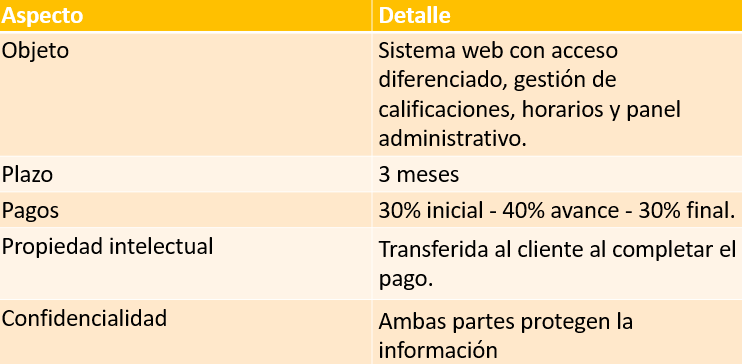 Aspecto Detalle
Objeto Sistema web con acceso
diferenciado, gestión de
calificaciones, horarios y panel
administrativo.
Plazo 3 meses
Pagos 30% inicial - 40% avance - 30% final.
Propiedad intelectual Transferida al cliente al completar el
pago.
Confidencialidad Ambas partes protegen la
información